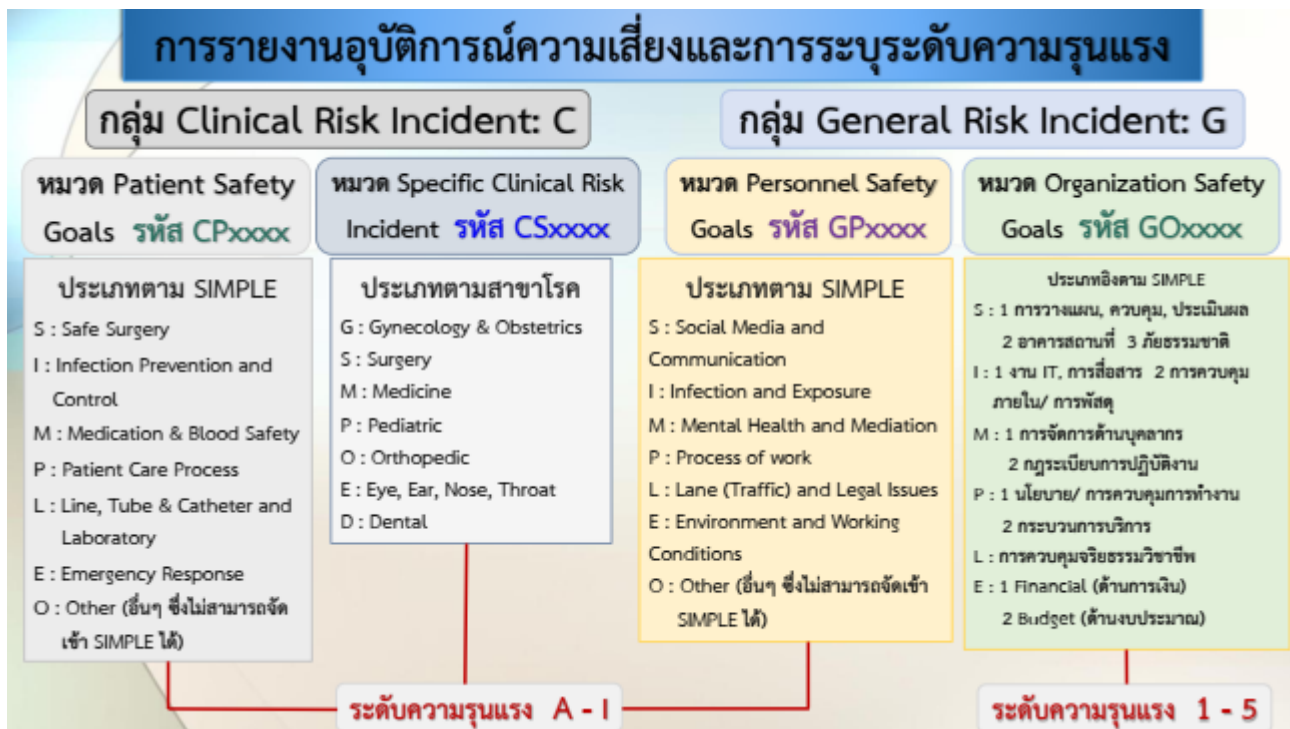 การรายงานอุบัติการณ์ความเสี่ยงและการระบุระดับความรุนแรง
กลุ่ม Clinical Risk Incident: C
กลุ่ม General Risk Incident: G
หมวด Patient Safety
Goals รหัส CPxxxx
ประเภทตาม SIMPLE
S : Safe Surgery
I : Infection Prevention and
Control
M : Medication & Blood Safety
P : Patient Care Process
L : Line, Tube & Catheter and
Laboratory
E : Emergency Response
O : Other (อื่นๆ ซึ่งไม่สามารถจัด
เข้า SIMPLE ได้)
หมวด Specific Clinical Risk
Incident รหัส CSxxxx
ประเภทตามสาขาโรค
G : Gynecology & Obstetrics
S : Surgery
M : Medicine
P : Pediatric
O : Orthopedic
E : Eye, Ear, Nose, Throat
D : Dental
หมวด Personnel Safety
Goals รหัส GPxxxx
ประเภทตาม SIMPLE
S : Social Media and
Communication
I : Infection and Exposure
M : Mental Health and Mediation
P : Process of work
L : Lane (Traffic) and Legal Issues
E : Environment and Working
Conditions
O : Other (อื่นๆ ซึ่งไม่สามารถจัดเข้า
SIMPLE ได้)
หมวด Organization Safety
Goals รหัส GOxxxx
ประเภทอิงตาม SIMPLE
S : 1 การวางแผน, ควบคุม, ประเมินผล
2 อาคารสถานที่ 3 ภัยธรรมชาติ
I : 1 งาน IT, การสื่อสาร 2 การควบคุม
ภายใน/ การพัสดุ
M : 1 การจัดการด้านบุคลากร
2 กฎระเบียบการปฏิบัติงาน
P : 1 นโยบาย/ การควบคุมการทำงาน
2 กระบวนการบริการ
L : การควบคุมจริยธรรมวิชาชีพ
E : 1 Financial (ด้านการเงิน)
2 Budget (ด้านงบประมาณ)
ระดับความรุนแรง A - I
ระดับความรุนแรง 1 - 5